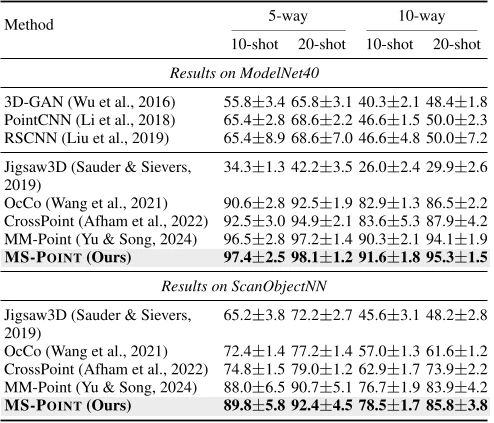 Method 5-way 10-way
10-shot 20-shot 10-shot 20-shot
Results on ModelNet40
3D-GAN (Wu et al., 2016) 55.8±3.4 65.8±3.1 40.3±2.1 48.4±1.8
PointCNN (Li et al., 2018) 65.4±2.8 68.6±2.2 46.6±1.5 50.0±2.3
RSCNN (Liu et al., 2019) 65.4±8.9 68.6±7.0 46.6±4.8 50.0±7.2
Jigsaw3D (Sauder & Sievers, 34.3±1.3 42.2±3.5 26.0±2.4 29.9±2.6
2019)
OcCo (Wang et al., 2021) 90.6±2.8 92.5±1.9 82.9±1.3 86.5±2.2
CrossPoint (Afham et al., 2022) 92.5±3.0 94.9±2.1 83.6±5.3 87.9±4.2
MM-Point (Yu & Song, 2024) 96.5±2.8 97.2±1.4 90.3±2.1 94.1±1.9
MS-POINT (Ours) 97.4±2.5 98.1±1.2 91.6±1.8 95.3±1.5
Results on ScanObjectNN
Jigsaw3D (Sauder & Sievers, 65.2±3.8 72.2±2.7 45.6±3.1 48.2±2.8
2019)
OcCo (Wang et al., 2021) 72.4±1.4 77.2±1.4 57.0±1.3 61.6±1.2
CrossPoint (Afham et al., 2022) 74.8±1.5 79.0±1.2 62.9±1.7 73.9±2.2
MM-Point (Yu & Song, 2024) 88.0±6.5 90.7±5.1 76.7±1.9 83.9±4.2
MS-POINT (Ours) 89.8±5.8 92.4±4.5 78.5±1.7 85.8±3.8